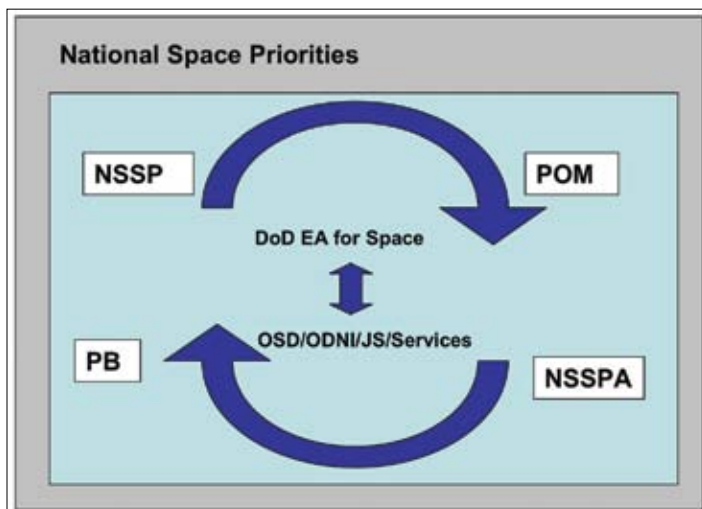 National Space Priorities
NSSP
POM
DoD EA for Space
OSD/ODNI/JS/Services
PB
NSSPA